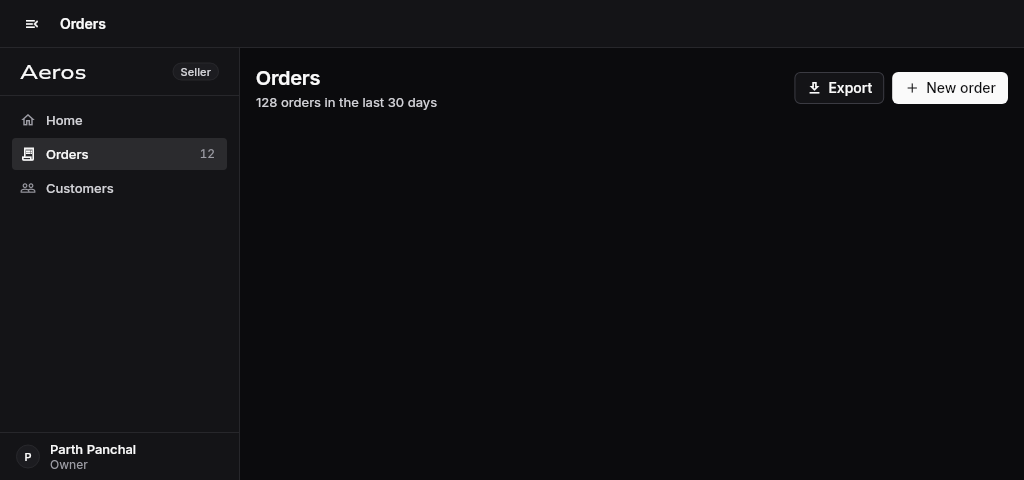 Orders
Aeros
Seller
Home
Orders 12
Customers
Parth Panchal
P
Owner
Orders
128 orders in the last 30 days
Export
New order